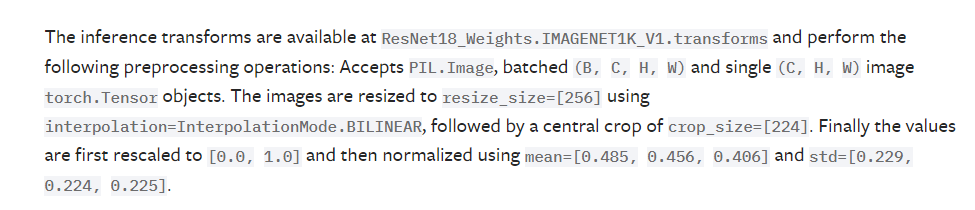 The inference transforms are available at ResNet18_Weights.IMAGENET1K_V1.transforms and perform the
following preprocessing operations: Accepts PIL.Image, batched (B, C, H, W) and single (C, H, W) image
torch.Tensor objects. The images are resized to resize_size=[256] using
interpolation=InterpolationMode.BILINEAR, followed by a central crop of crop_size=[224]. Finally the values
are first rescaled to [0.0, 1.0] and then normalized using mean=[0.485, 0.456, 0.406] and std=[0.229,
0.224, 0.225].